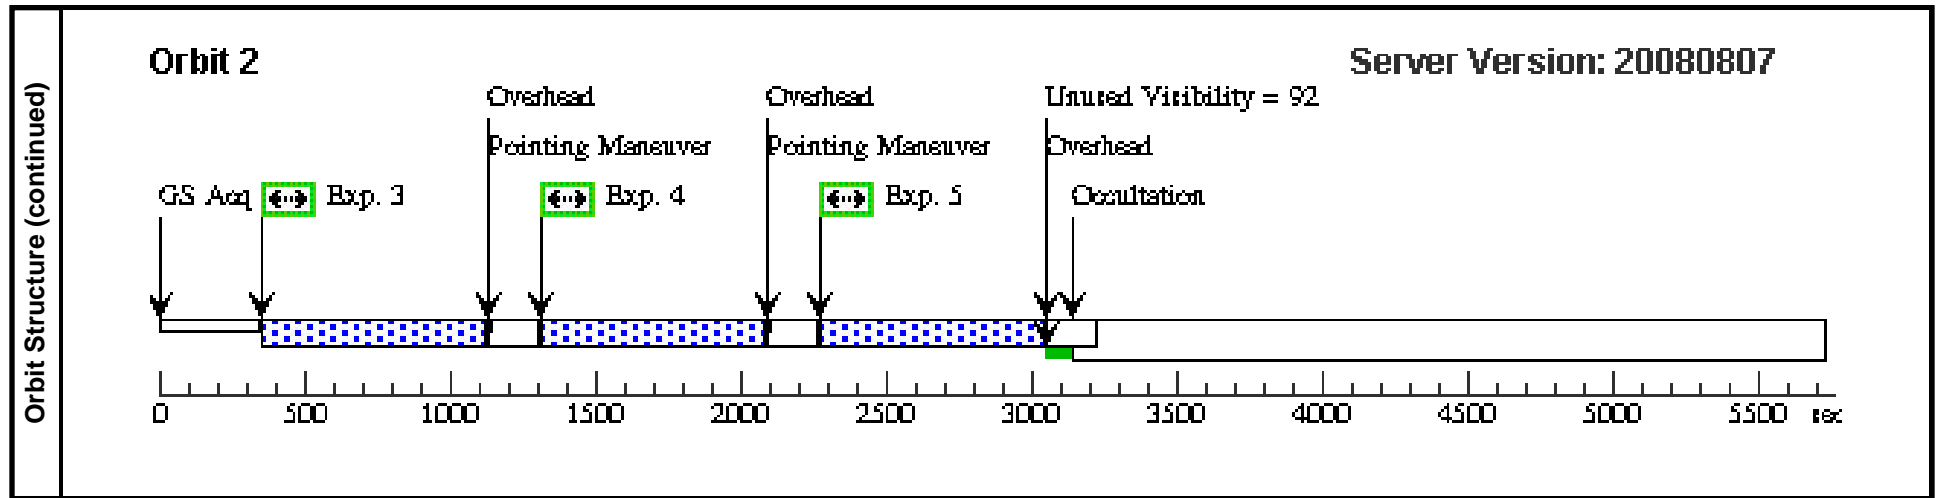 Orbit Structure (continued)
Orbit 2
Server Version: 20080807
Overhead
Overhead
Unused Visibility = 92
Pointing Maneuver
Pointing Maneuver
Overhead
GS Acq
Exp. 3
Exp. 4
Exp. 5
Occultation
0 500 1000 1500 2000 2500 3000 3500 4000 4500 5000 5500 sec